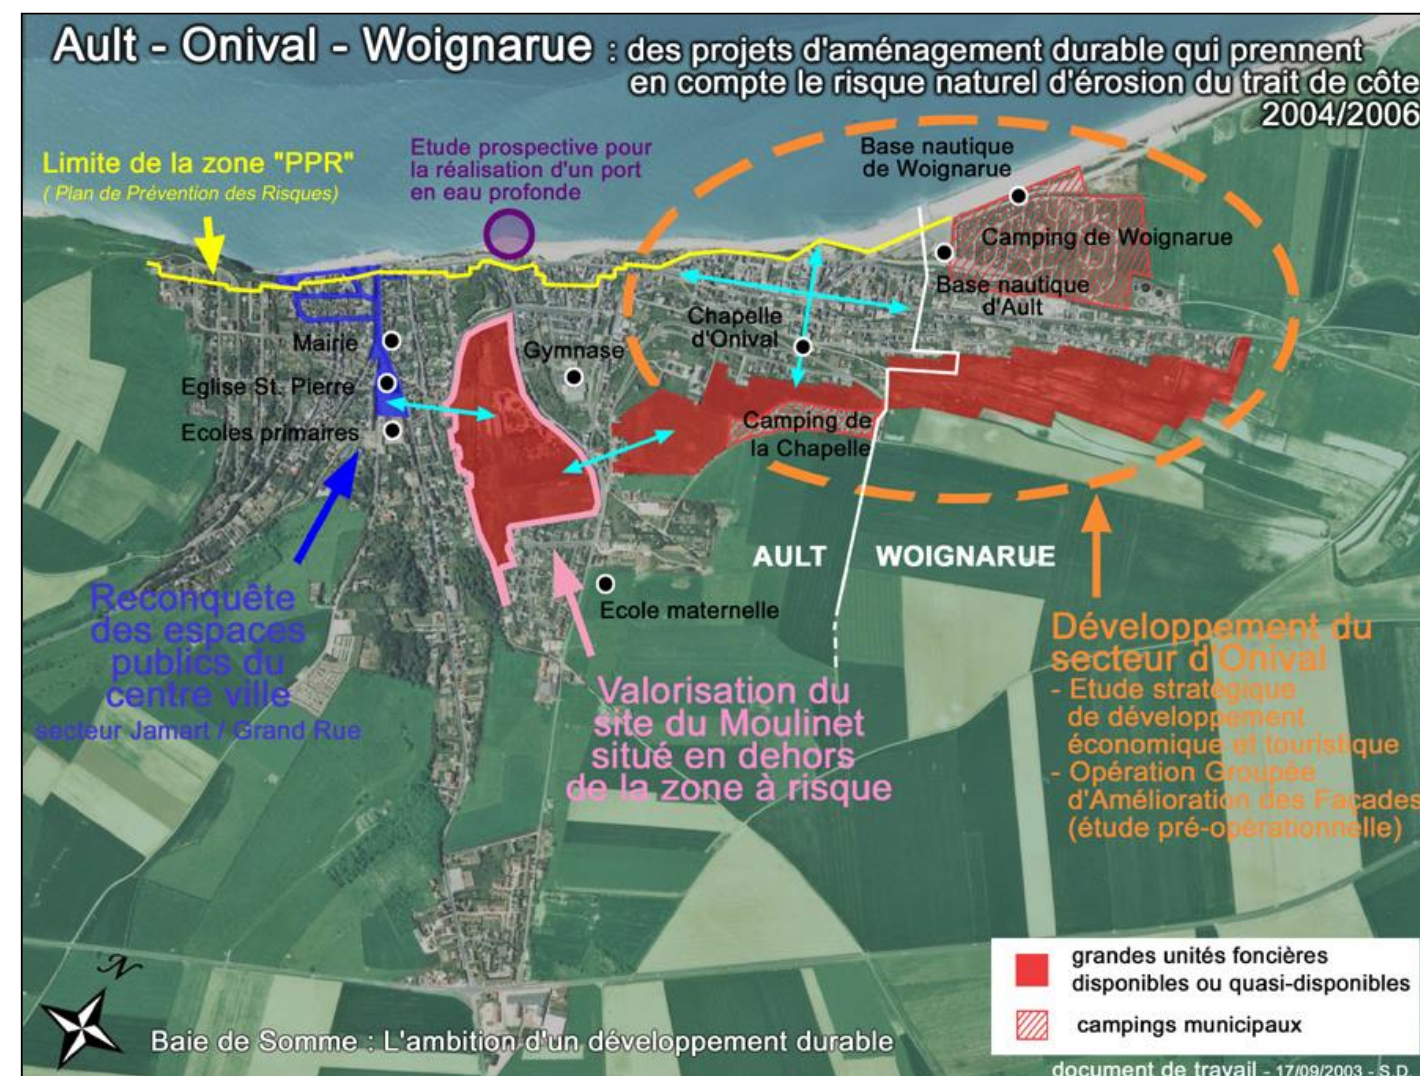 Ault - Onival - Woignarue : des projets d'aménagement durable qui prennent
en compte le risque naturel d'érosion du trait de côte
2004/2006
Limite de la zone "PPR"
( Plan de Prévention des Risques)
Etude prospective pour
la réalisation d'un port
en eau profonde
Base nautique
de Woignarue
Camping de Woignarue
Base nautique
d'Ault
Chapelle
d'Onival
Mairie
Gymnase
Eglise St. Pierre
Ecoles primaires
Camping de
la Chapelle
AULT
WOIGNARUE
Ecole maternelle
Reconquête
des espaces
publics du
centre ville
secteur Jamart / Grand Rue
Valorisation du
site du Moulinet
situé en dehors
de la zone à risque
Développement du
secteur d'Onival
- Etude stratégique
de développement
économique et touristique
- Opération Groupée
d'Amélioration des Façades
(étude pré-opérationnelle)
grandes unités foncières
disponibles ou quasi-disponibles
campings municipaux
N
Baie de Somme : L'ambition d'un développement durable
document de travail - 17/09/2003 - S.D.